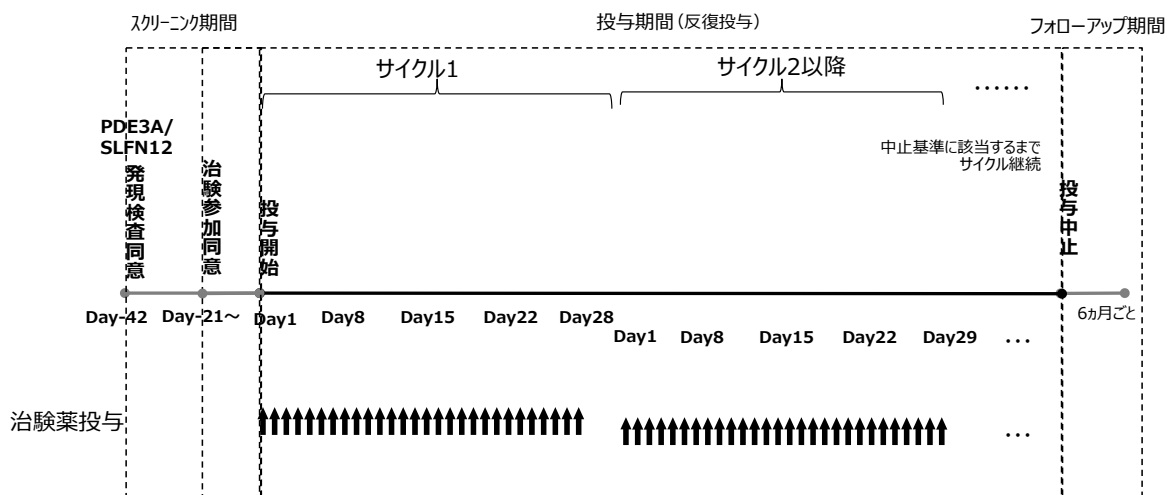 スクリーニンク期間
投与期間（反復投与）
フォローアップ期間
サイクル1
サイクル2以降
……
PDE3A/
SLFN12
発現検査同意
治験参加同意
投与開始
中止基準に該当するまで
サイクル継続
投与中止
Day-42
Day-21～
Day1
Day8
Day15
Day22
Day28
6ヵ月ごと
Day1
Day8
Day15
Day22
Day29
…
治験薬投与
…